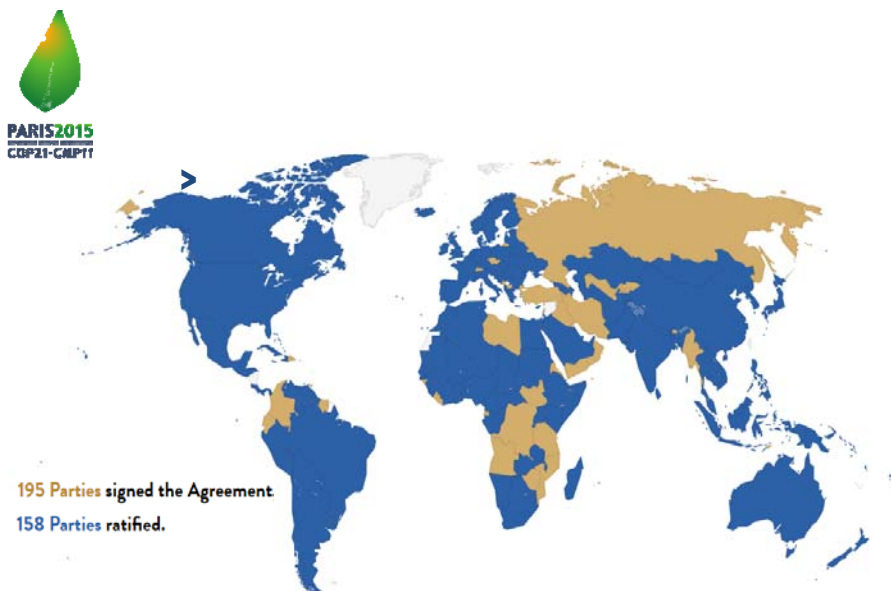 PARIS2015
COP21·CMP11
>
195 Parties signed the Agreement.
158 Parties ratified.